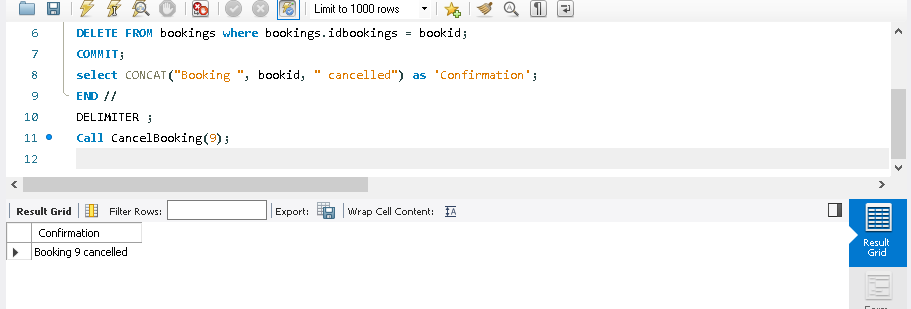 Limit to 1000 rows
6 DELETE FROM bookings where bookings.idbookings = bookid;
7 COMMIT;
8 select CONCAT("Booking ", bookid, " cancelled") as 'Confirmation';
9 END //
10 DELIMITER ;
11 Call CancelBooking(9);
12
Result Grid Filter Rows: Export: Wrap Cell Content:
Confirmation
Booking 9 cancelled
Result
Grid